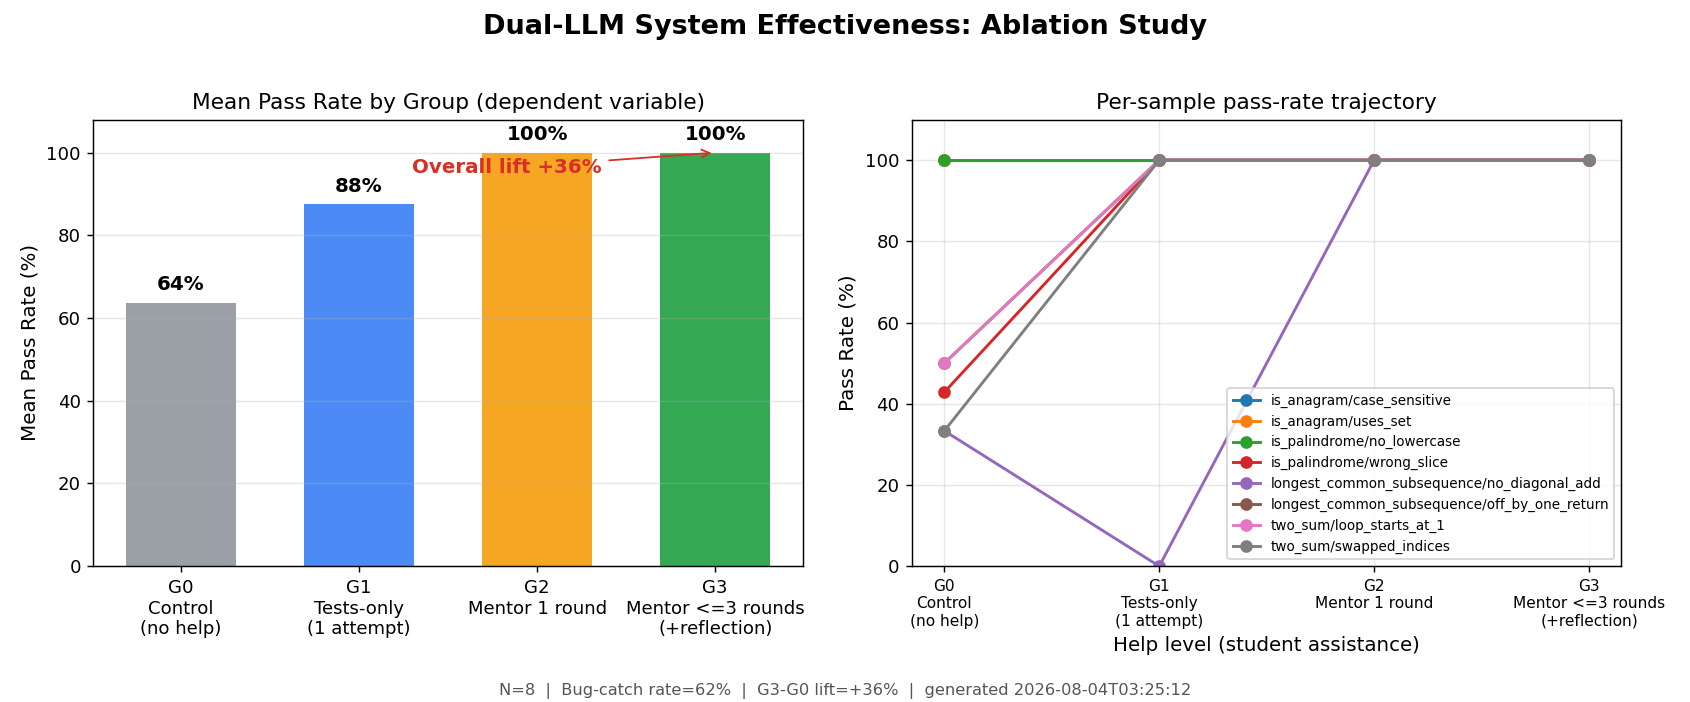 Dual-LLM System Effectiveness: Ablation Study
Mean Pass Rate by Group (dependent variable)
Mean Pass Rate (%)
100
80
60
40
20
0
64%
88%
100%
100%
Overall lift +36%
G0
Control
(no help)
G1
Tests-only
(1 attempt)
G2
Mentor 1 round
G3
Mentor <=3 rounds
(+reflection)
Per-sample pass-rate trajectory
Pass Rate (%)
100
80
60
40
20
0
is_anagram/case_sensitive
is_anagram/uses_set
is_palindrome/no_lowercase
is_palindrome/wrong_slice
longest_common_subsequence/no_diagonal_add
longest_common_subsequence/off_by_one_return
two_sum/loop_starts_at_1
two_sum/swapped_indices
G0
Control
(no help)
G1
Tests-only
(1 attempt)
G2
Mentor 1 round
G3
Mentor <=3 rounds
(+reflection)
Help level (student assistance)
N=8 | Bug-catch rate=62% | G3-G0 lift=+36% | generated 2026-08-04T03:25:12